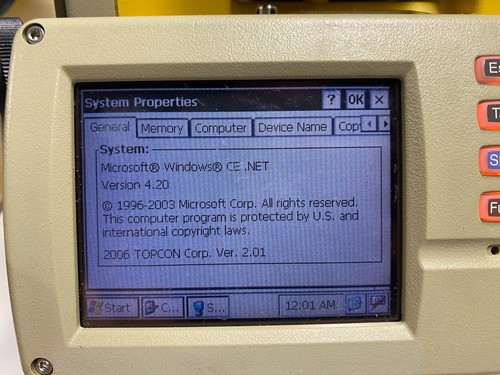 System Properties ? OK ×
General Memory Computer Device Name Cop
System:
Microsoft® Windows® CE .NET
Version 4.20
© 1996-2003 Microsoft Corp. All rights reserved.
This computer program is protected by U.S. and
international copyright laws.
2006 TOPCON Corp. Ver. 2.01
Start C... S... 12:01 AM